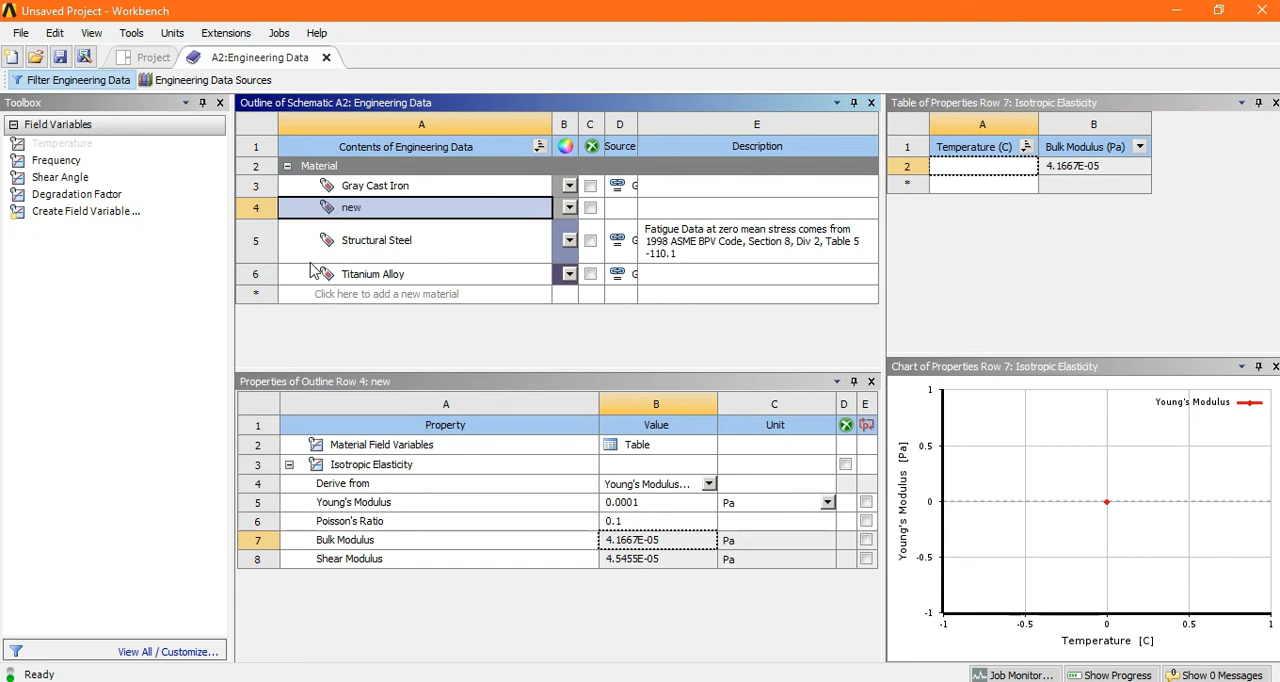 Unsaved Project - Workbench
File Edit View Tools Units Extensions Jobs Help
Project A2:Engineering Data
Filter Engineering Data Engineering Data Sources
Toolbox
Field Variables
Temperature
Frequency
Shear Angle
Degradation Factor
Create Field Variable ...
View All / Customize...
Outline of Schematic A2: Engineering Data
A B C D E
1 Contents of Engineering Data Source Description
2 Material
3 Gray Cast Iron G
4 new
5 Structural Steel G Fatigue Data at zero mean stress comes from
1998 ASME BPV Code, Section 8, Div 2, Table 5
-110.1
6 Titanium Alloy G
* Click here to add a new material
Properties of Outline Row 4: new
A B C D E
1 Property Value Unit
2 Material Field Variables Table
3 Isotropic Elasticity
4 Derive from Young's Modulus...
5 Young's Modulus 0.0001 Pa
6 Poisson's Ratio 0.1
7 Bulk Modulus 4.1667E-05 Pa
8 Shear Modulus 4.5455E-05 Pa
Table of Properties Row 7: Isotropic Elasticity
A B
1 Temperature (C) Bulk Modulus (Pa)
2 4.1667E-05
*
Chart of Properties Row 7: Isotropic Elasticity
Young's Modulus
Young's Modulus [Pa]
1
0.5
0
-0.5
-1
-1 -0.5 0 0.5 1
Temperature [C]
Ready
Job Monitor... Show Progress Show 0 Messages